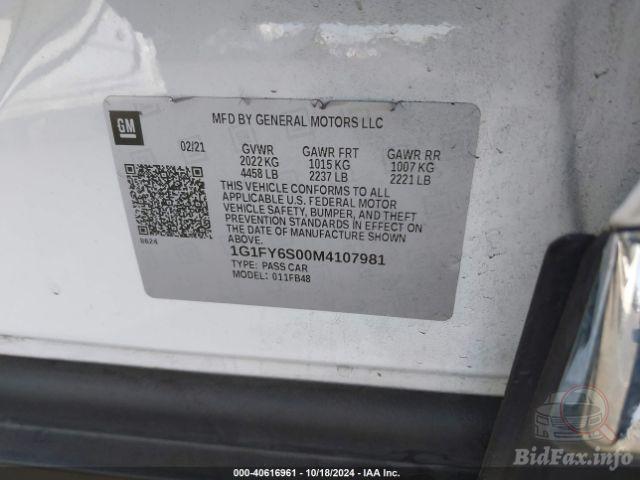 GM
MFD BY GENERAL MOTORS LLC
02/21 GVWR GAWR FRT GAWR RR
2022 KG 1015 KG 1007 KG
4458 LB 2237 LB 2221 LB
THIS VEHICLE CONFORMS TO ALL
APPLICABLE U.S. FEDERAL MOTOR
VEHICLE SAFETY, BUMPER, AND THEFT
PREVENTION STANDARDS IN EFFECT ON
THE DATE OF MANUFACTURE SHOWN ABOVE.
8624
1G1FY6S00M4107981
TYPE: PASS CAR
MODEL: 011FB48
BidFax.info
000-40616961 - 10/18/2024 - IAA Inc.